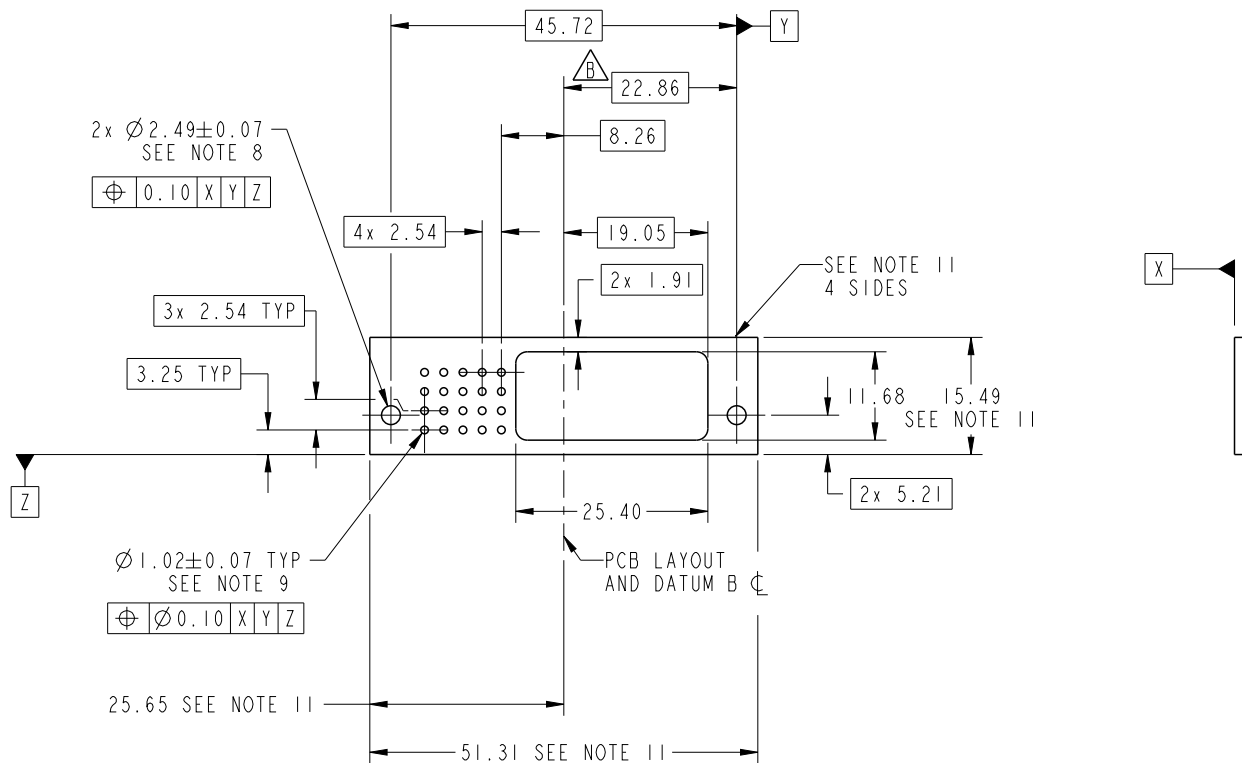 45.72
Y
B
22.86
8.26
2x Ø2.49±0.07
SEE NOTE 8
⌖ 0.10 X Y Z
4x 2.54
19.05
2x 1.91
SEE NOTE 11
4 SIDES
X
3x 2.54 TYP
3.25 TYP
11.68
15.49
SEE NOTE 11
Z
2x 5.21
25.40
Ø1.02±0.07 TYP
SEE NOTE 9
⌖ Ø0.10 X Y Z
PCB LAYOUT
AND DATUM B ℄
25.65 SEE NOTE 11
51.31 SEE NOTE 11